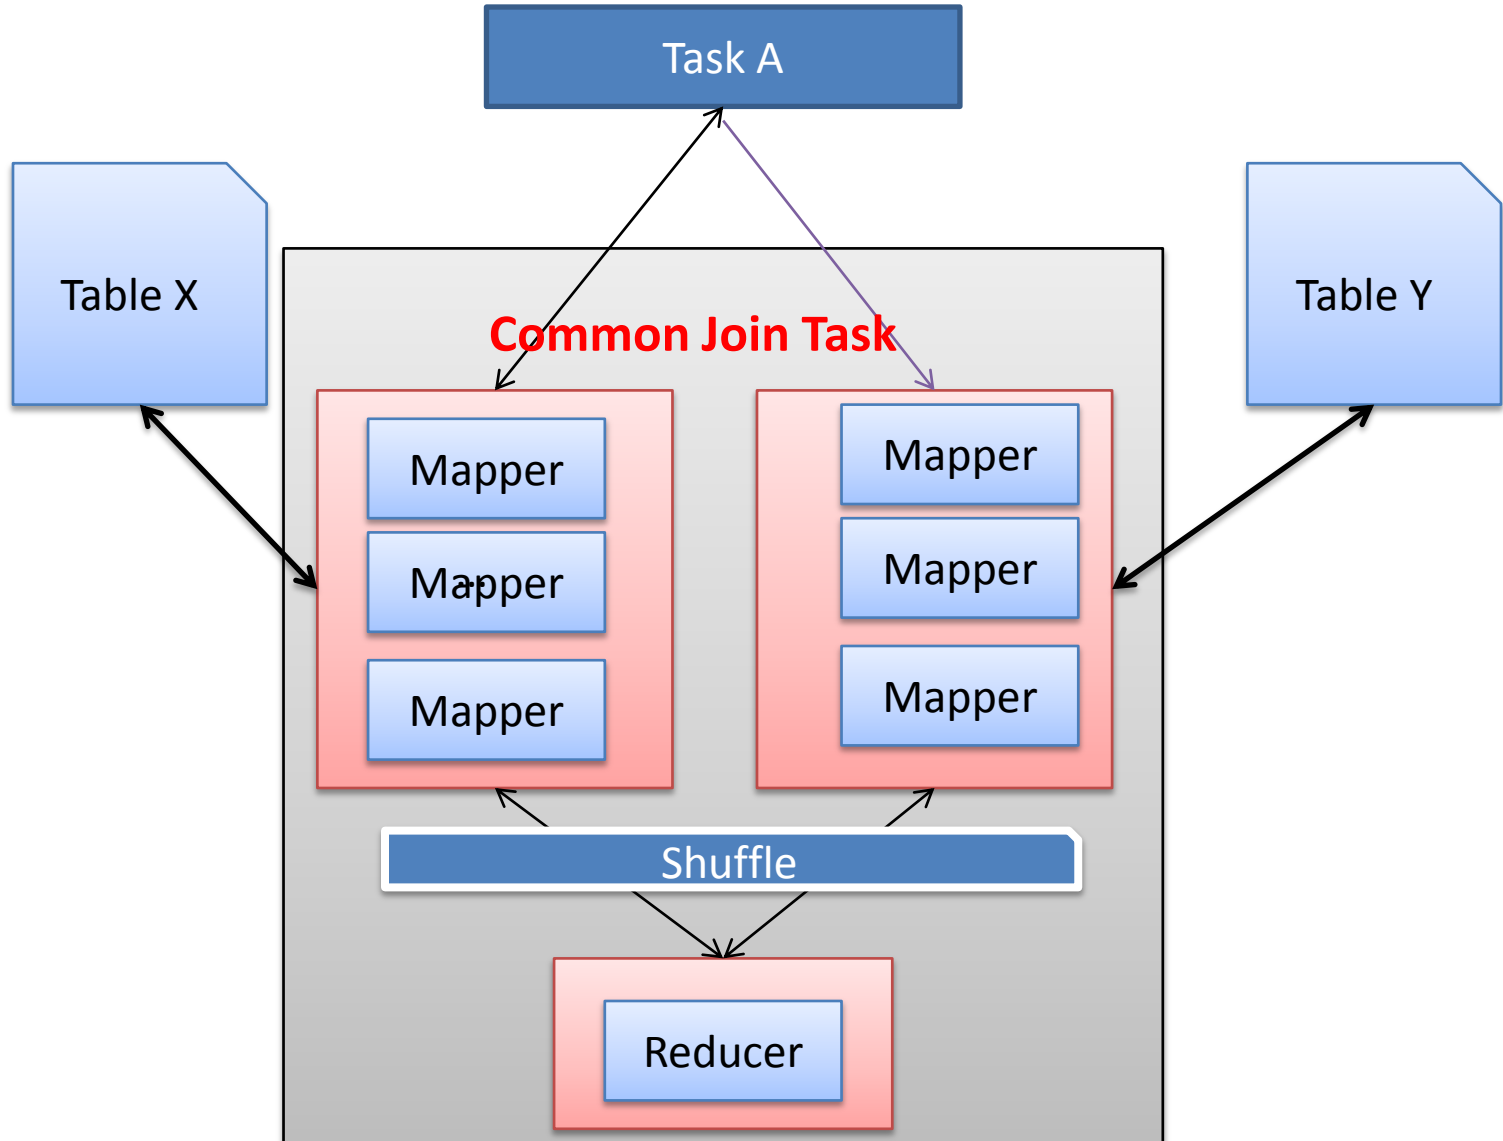 Task A
Table X
Table Y
Common Join Task
Mapper
Mapper
Mapper
...
Mapper
Mapper
Mapper
Shuffle
Reducer